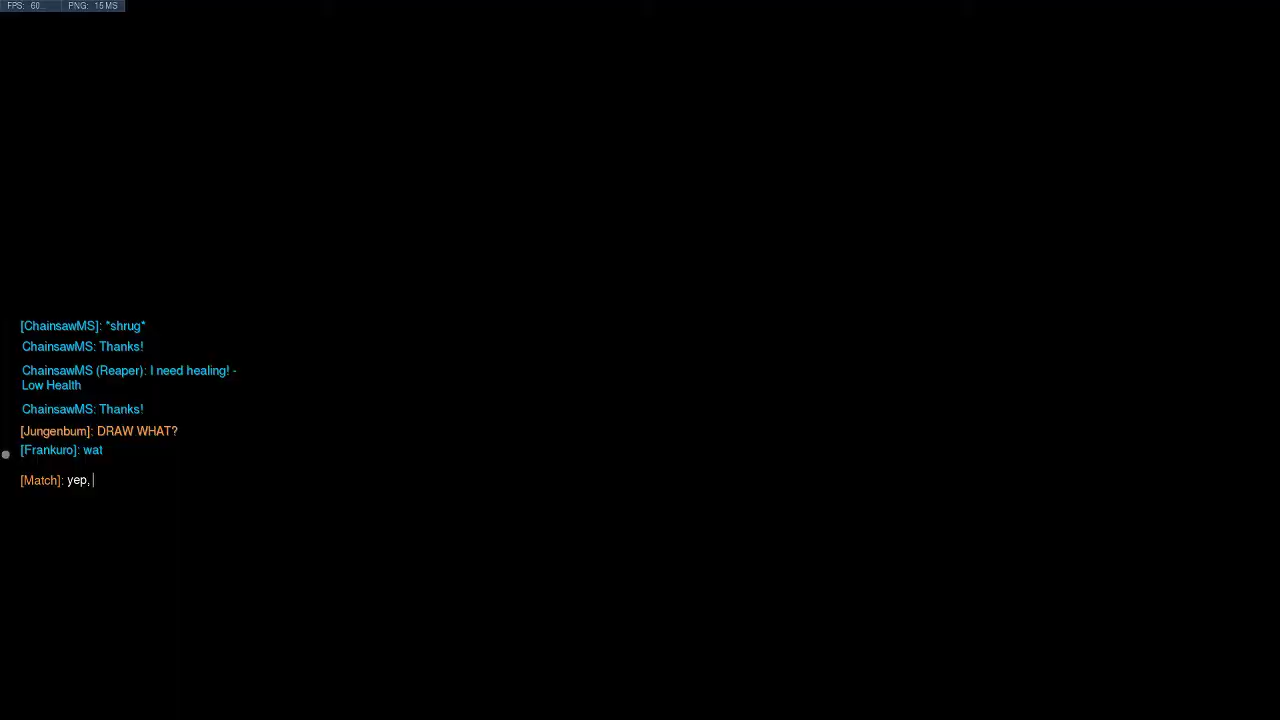 FPS: 60... PNG: 15 MS
[ChainsawMS]: *shrug*
ChainsawMS: Thanks!
ChainsawMS (Reaper): I need healing! -
Low Health
ChainsawMS: Thanks!
[Jungenbum]: DRAW WHAT?
[Frankuro]: wat
[Match]: yep,